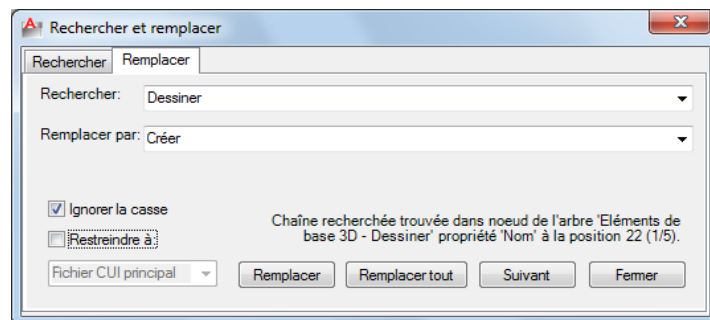 Rechercher et remplacer
Rechercher Remplacer
Rechercher: Dessiner
Remplacer par: Créer
Ignorer la casse
Chaîne recherchée trouvée dans noeud de l'arbre 'Eléments de
Restreindre à: base 3D - Dessiner' propriété 'Nom' à la position 22 (1/5).
Fichier CUI principal Remplacer Remplacer tout Suivant Fermer